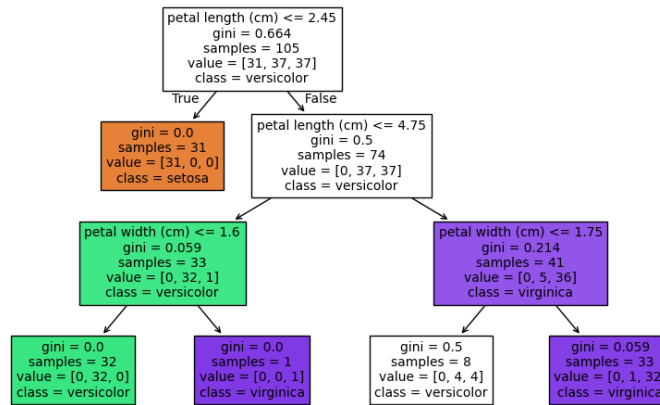 petal length (cm) <= 2.45
gini = 0.664
samples = 105
value = [31, 37, 37]
class = versicolor
True
False
gini = 0.0
samples = 31
value = [31, 0, 0]
class = setosa
petal length (cm) <= 4.75
gini = 0.5
samples = 74
value = [0, 37, 37]
class = versicolor
petal width (cm) <= 1.6
gini = 0.059
samples = 33
value = [0, 32, 1]
class = versicolor
petal width (cm) <= 1.75
gini = 0.214
samples = 41
value = [0, 5, 36]
class = virginica
gini = 0.0
samples = 32
value = [0, 32, 0]
class = versicolor
gini = 0.0
samples = 1
value = [0, 0, 1]
class = virginica
gini = 0.5
samples = 8
value = [0, 4, 4]
class = versicolor
gini = 0.059
samples = 33
value = [0, 1, 32]
class = virginica